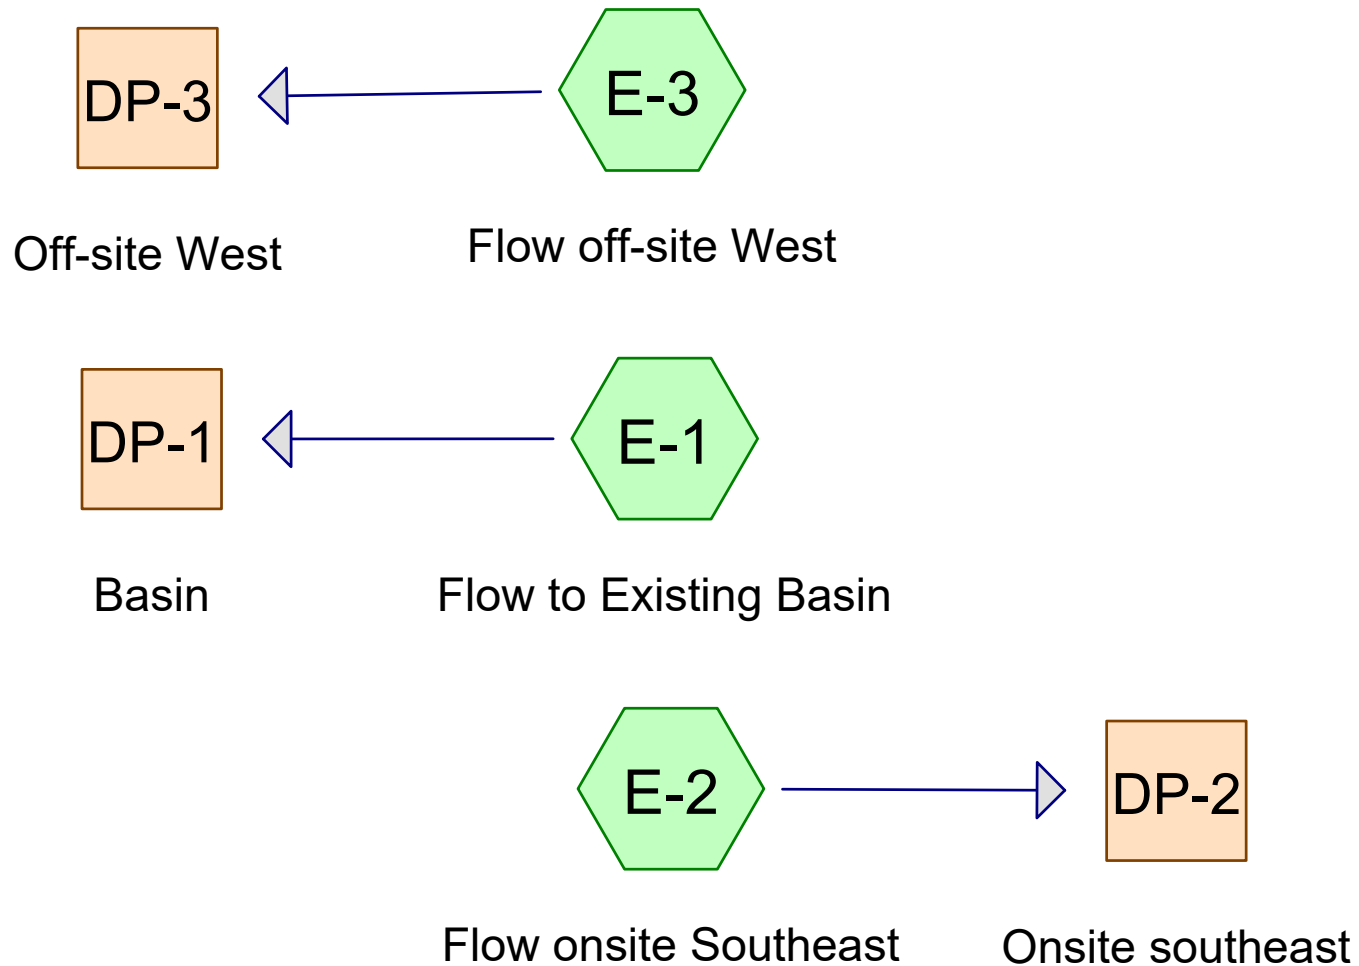 DP-3
E-3
Off-site West
Flow off-site West
DP-1
E-1
Basin
Flow to Existing Basin
E-2
DP-2
Flow onsite Southeast
Onsite southeast